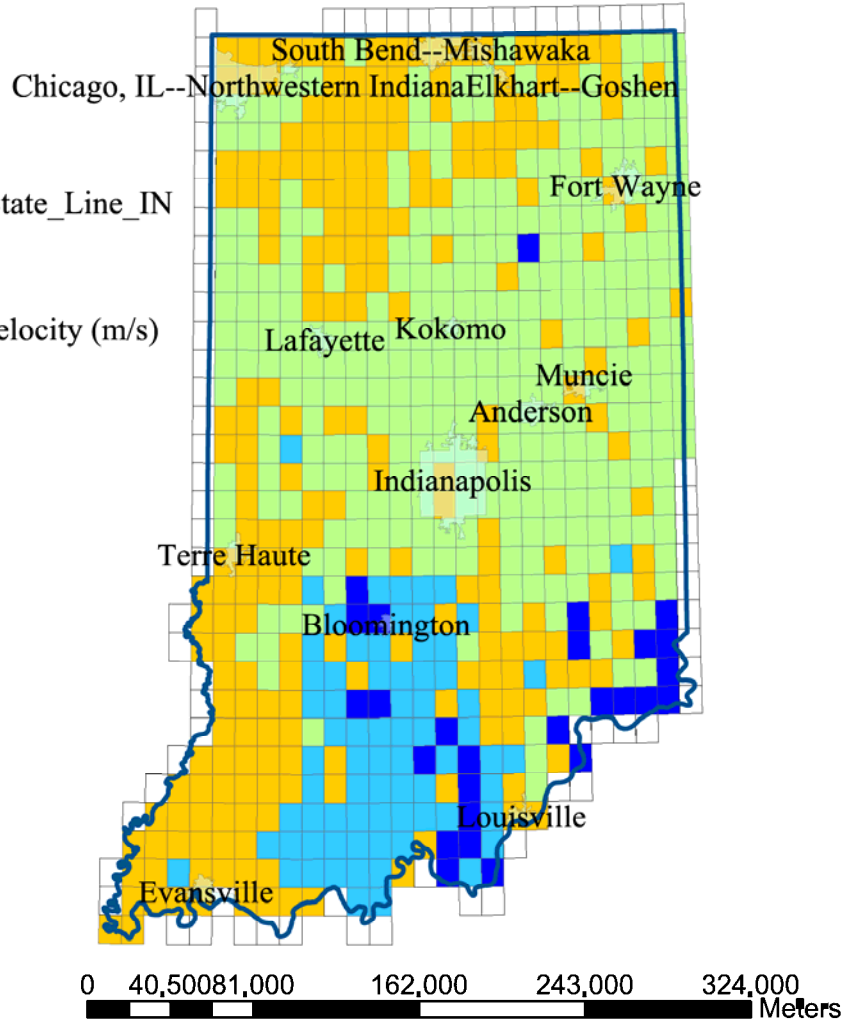 South Bend--Mishawaka
Chicago, IL--Northwestern IndianaElkhart--Goshen
Fort Wayne
tate_Line_IN
elocity (m/s)
Lafayette
Kokomo
Muncie
Anderson
Indianapolis
Terre Haute
Bloomington
Louisville
Evansville
0 40,50081,000 162,000 243,000 324,000
Meters